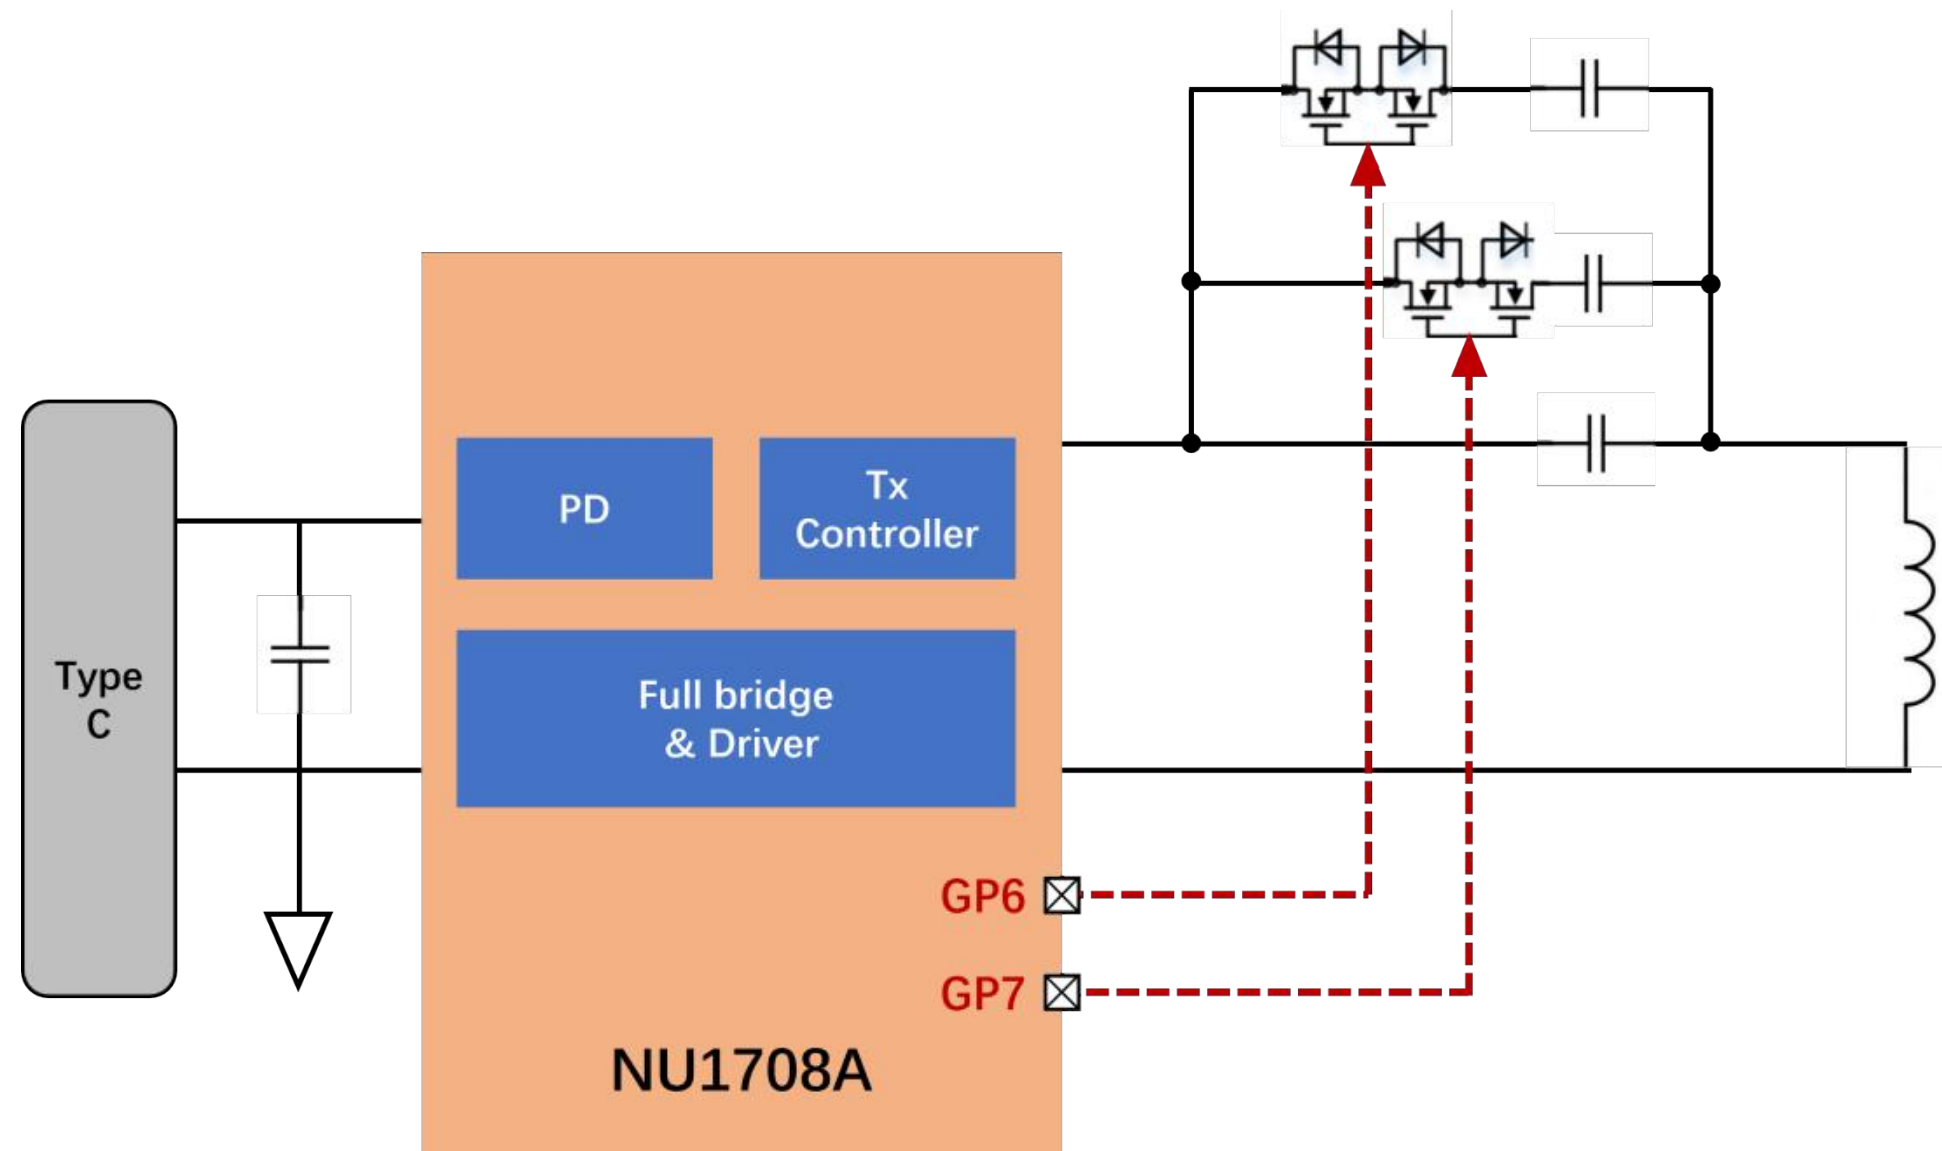 Type
C
PD
Tx
Controller
Full bridge
& Driver
GP6
GP7
NU1708A